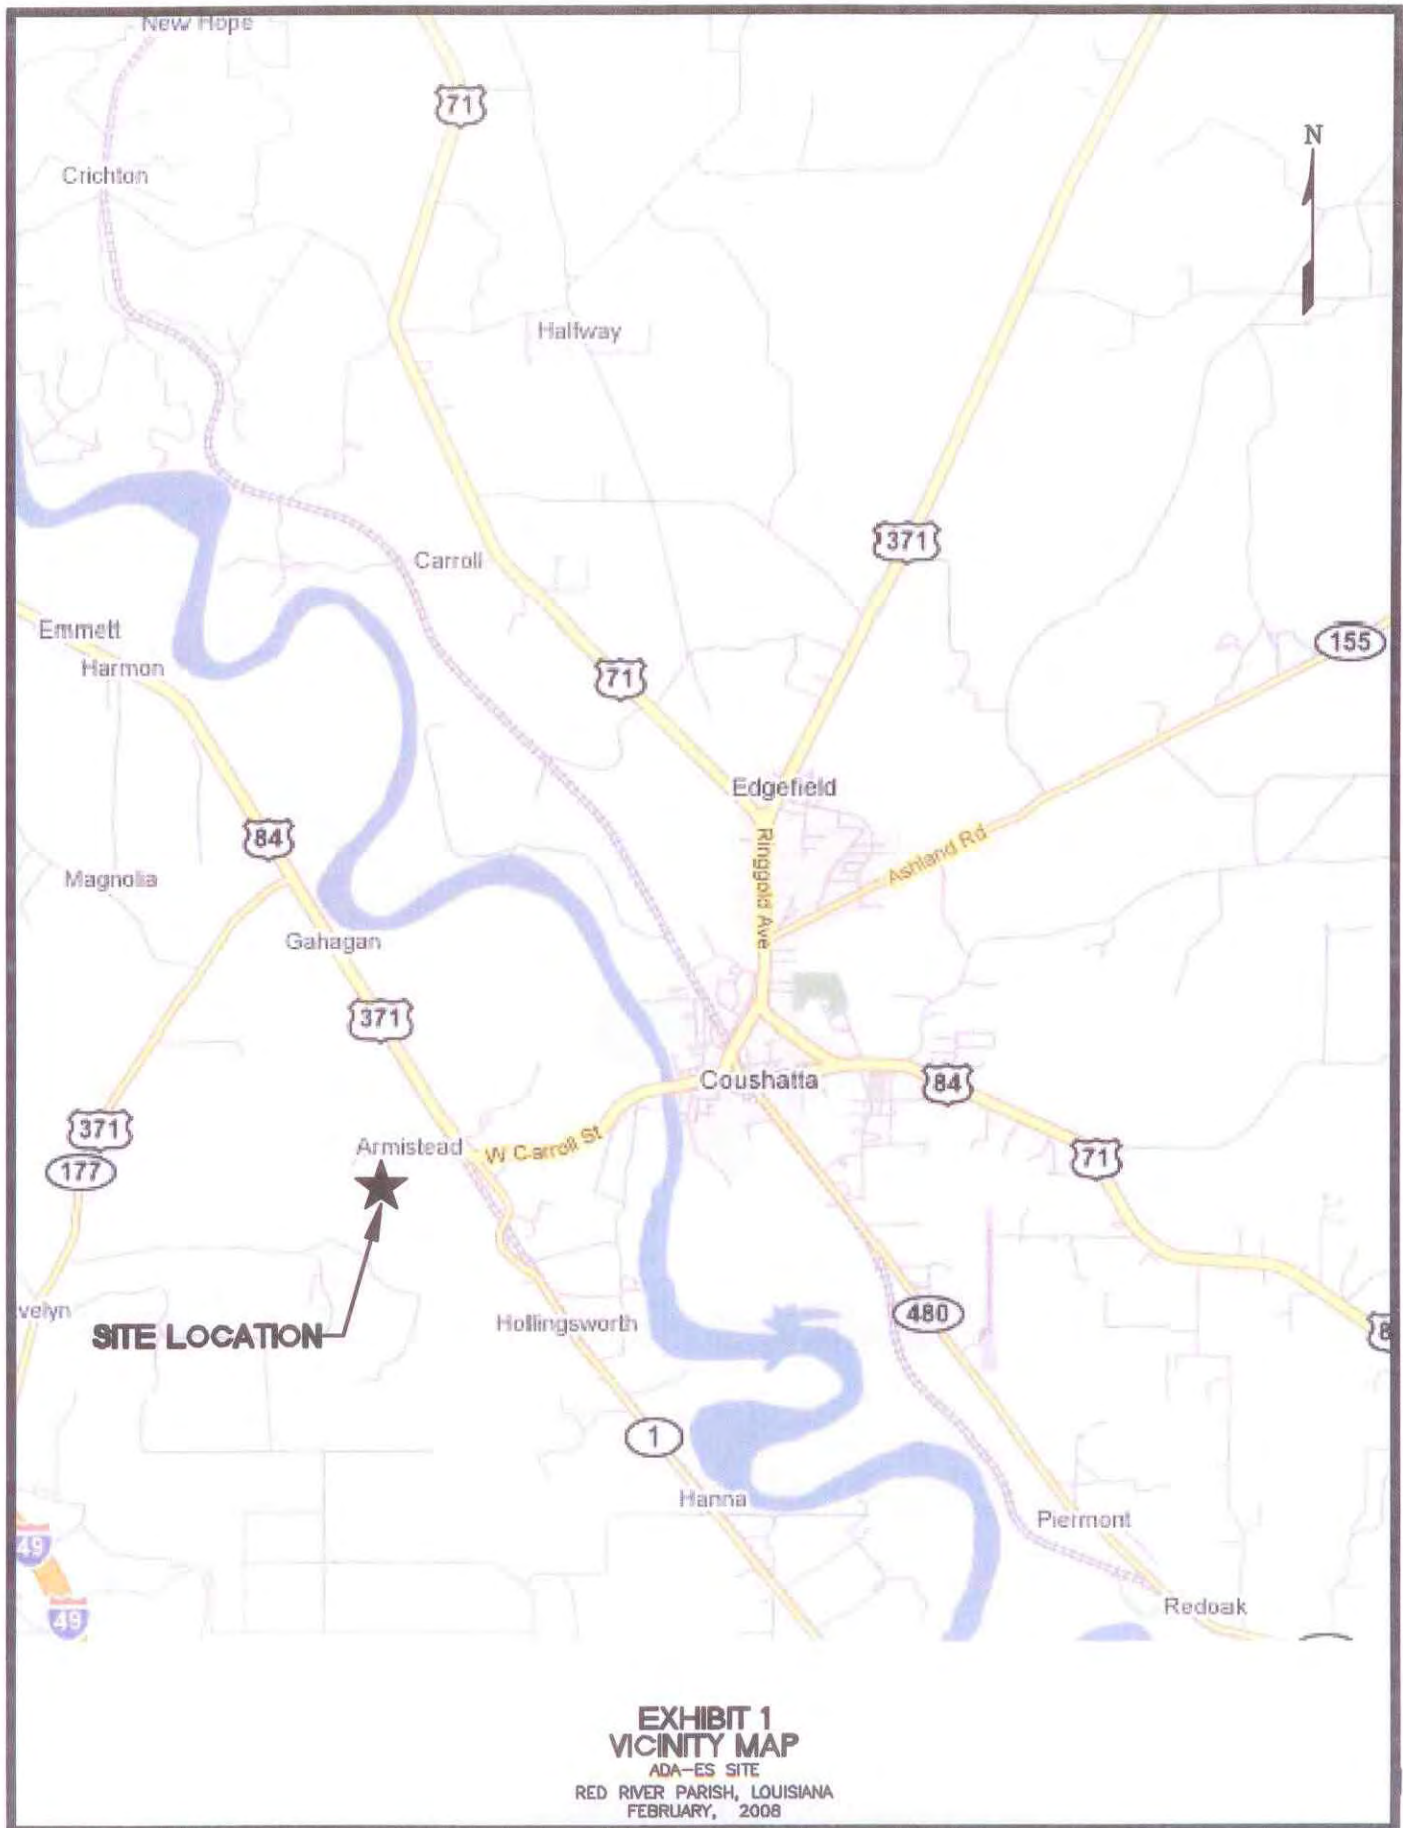 New Hope
71
N
Crichton
Halfway
371
Carroll
Emmett
155
Harmon
71
Edgefield
84
Ringgold Ave
Ashland Rd
Magnolia
Gahagan
371
Coushatta
84
371
Armistead
W Carroll St
71
177
velyn
480
Hollingsworth
SITE LOCATION
8
1
Hanna
Piermont
49
Redoak
49
EXHIBIT 1
VICINITY MAP
ADA-ES SITE
RED RIVER PARISH, LOUISIANA
FEBRUARY, 2008